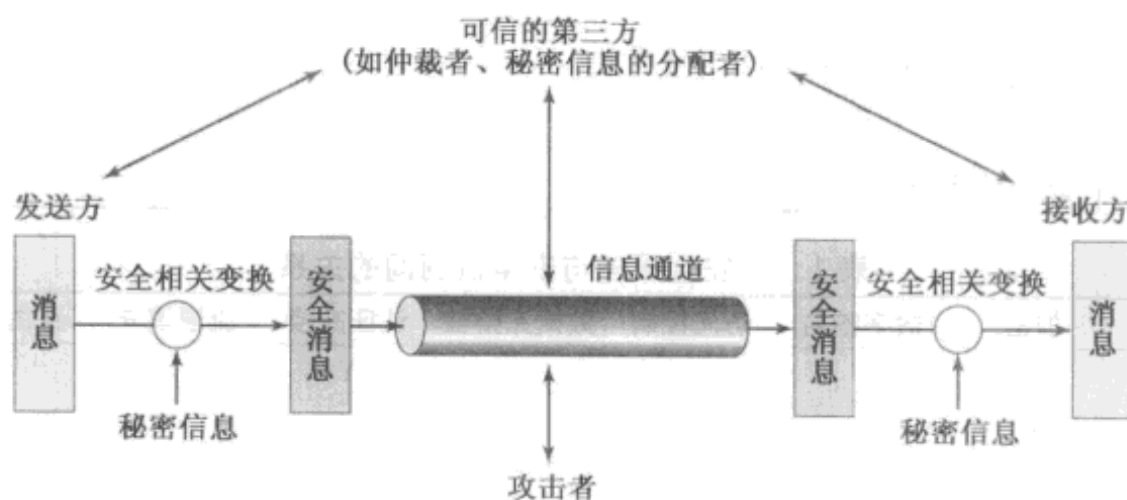 可信的第三方
(如仲裁者、秘密信息的分配者)
发送方
接收方
消息
安全相关变换
秘密信息
安全消息
信息通道
安全消息
安全相关变换
秘密信息
消息
攻击者